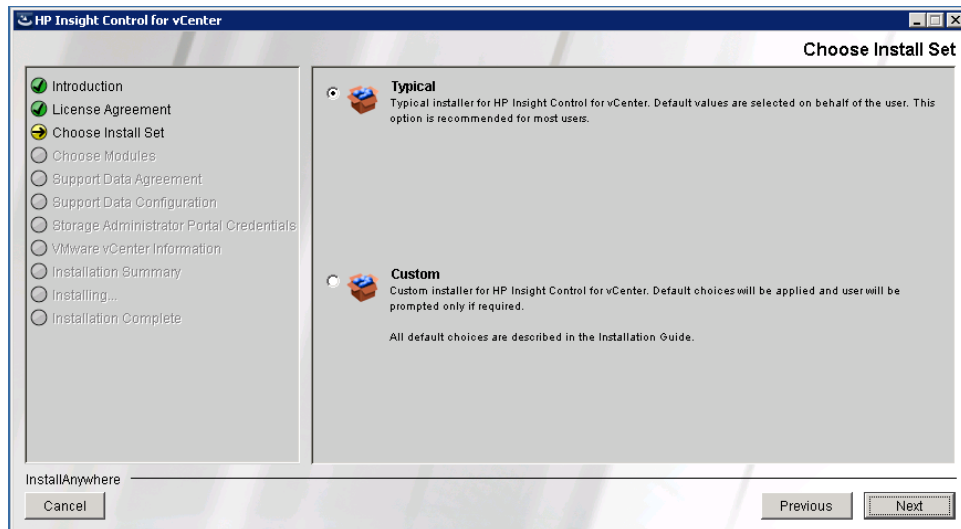 HP Insight Control for vCenter
Choose Install Set
Introduction
License Agreement
Choose Install Set
Choose Modules
Support Data Agreement
Support Data Configuration
Storage Administrator Portal Credentials
VMware vCenter Information
Installation Summary
Installing...
Installation Complete
Typical
Typical installer for HP Insight Control for vCenter. Default values are selected on behalf of the user. This
option is recommended for most users.
Custom
Custom installer for HP Insight Control for vCenter. Default choices will be applied and user will be
prompted only if required.
All default choices are described in the Installation Guide.
InstallAnywhere
Cancel
Previous
Next